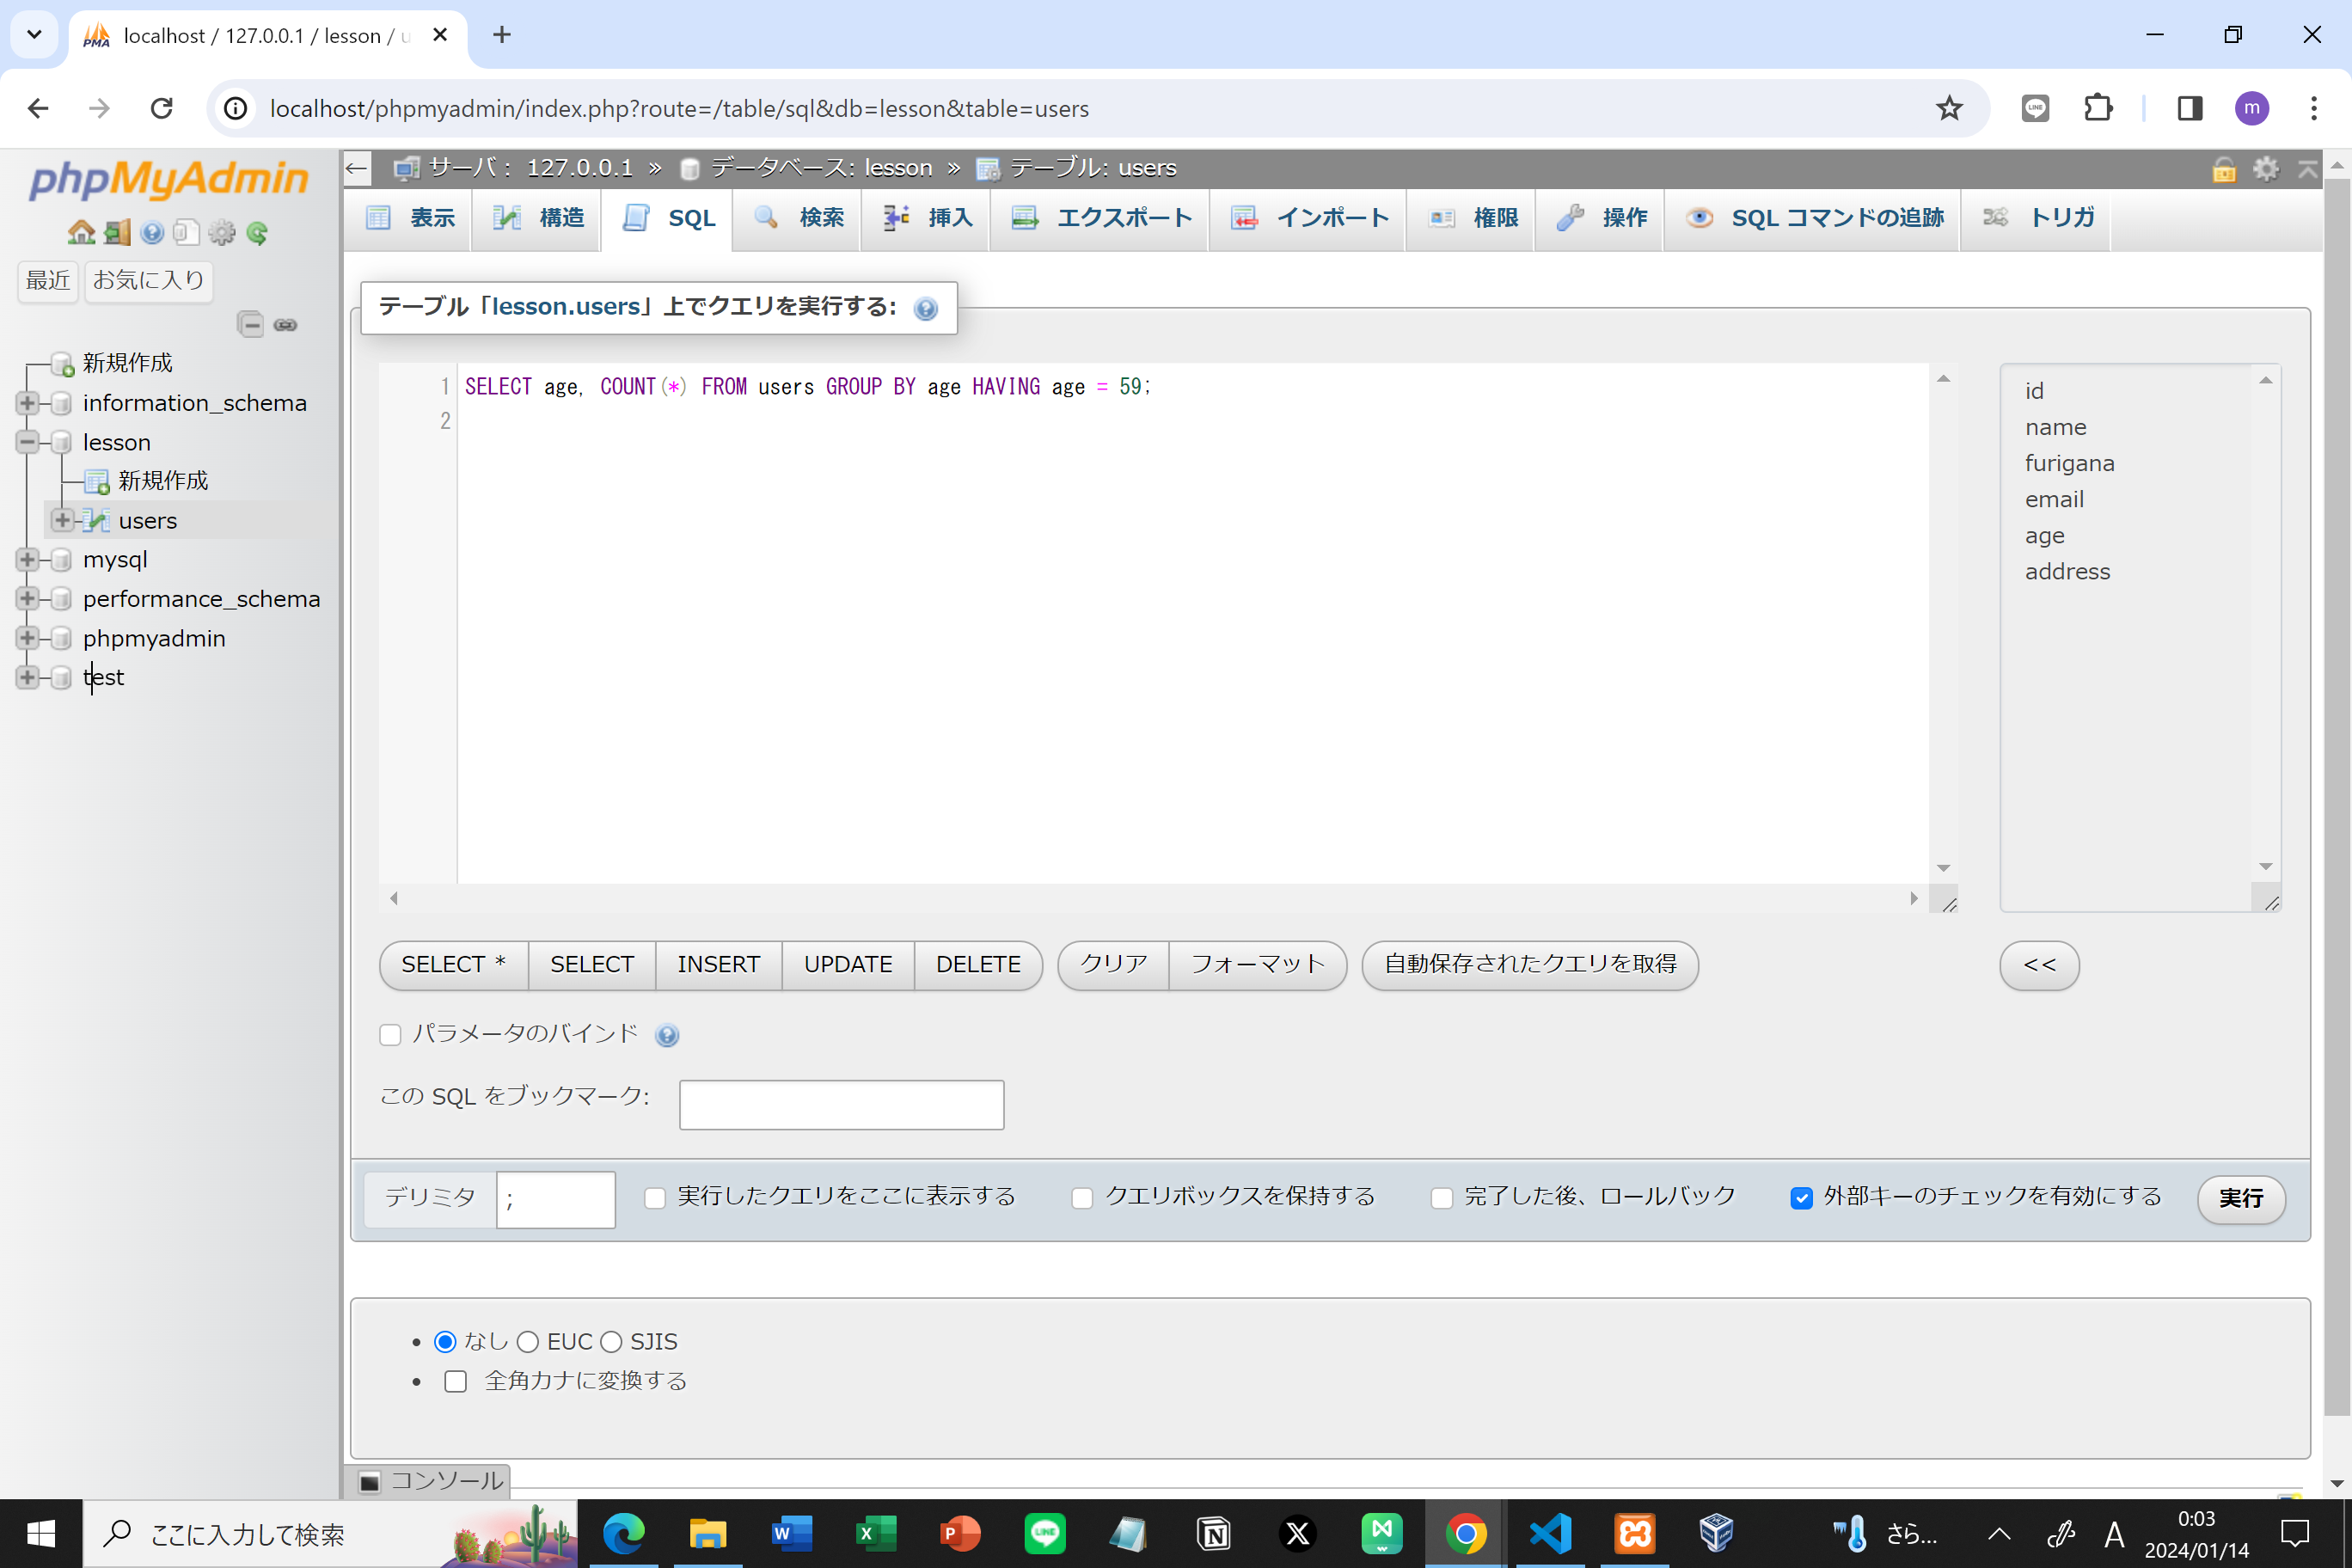 localhost / 127.0.0.1 / lesson / u
localhost/phpmyadmin/index.php?route=/table/sql&db=lesson&table=users
m
phpMyAdmin
最近 お気に入り
新規作成
information_schema
lesson
新規作成
users
mysql
performance_schema
phpmyadmin
test
サーバ: 127.0.0.1 » データベース: lesson » テーブル: users
表示 構造 SQL 検索 挿入 エクスポート インポート 権限 操作 SQL コマンドの追跡 トリガ
テーブル「lesson.users」上でクエリを実行する:
1 SELECT age, COUNT(*) FROM users GROUP BY age HAVING age = 59;
2
id
name
furigana
email
age
address
SELECT * SELECT INSERT UPDATE DELETE クリア フォーマット 自動保存されたクエリを取得 <<
パラメータのバインド
この SQL をブックマーク:
デリミタ ; 実行したクエリをここに表示する クエリボックスを保持する 完了した後、ロールバック 外部キーのチェックを有効にする 実行
なし EUC SJIS
全角カナに変換する
コンソール
ここに入力して検索
さら...
A
0:03
2024/01/14